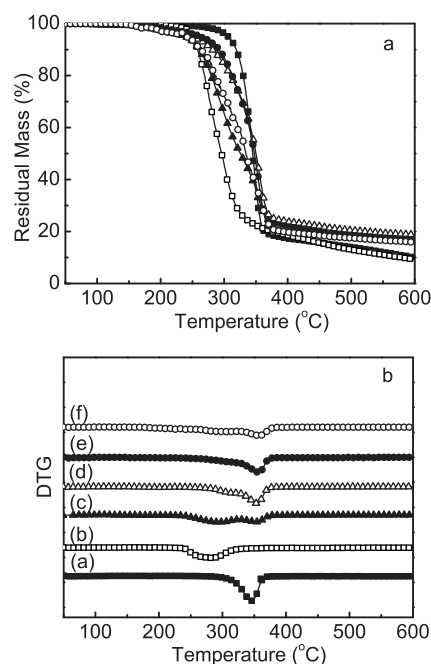 a
100
80
60
40
20
0
Residual Mass (%)
100 200 300 400 500 600
Temperature (°C)
b
(f)
(e)
(d)
(c)
(b)
(a)
DTG
100 200 300 400 500 600
Temperature (°C)